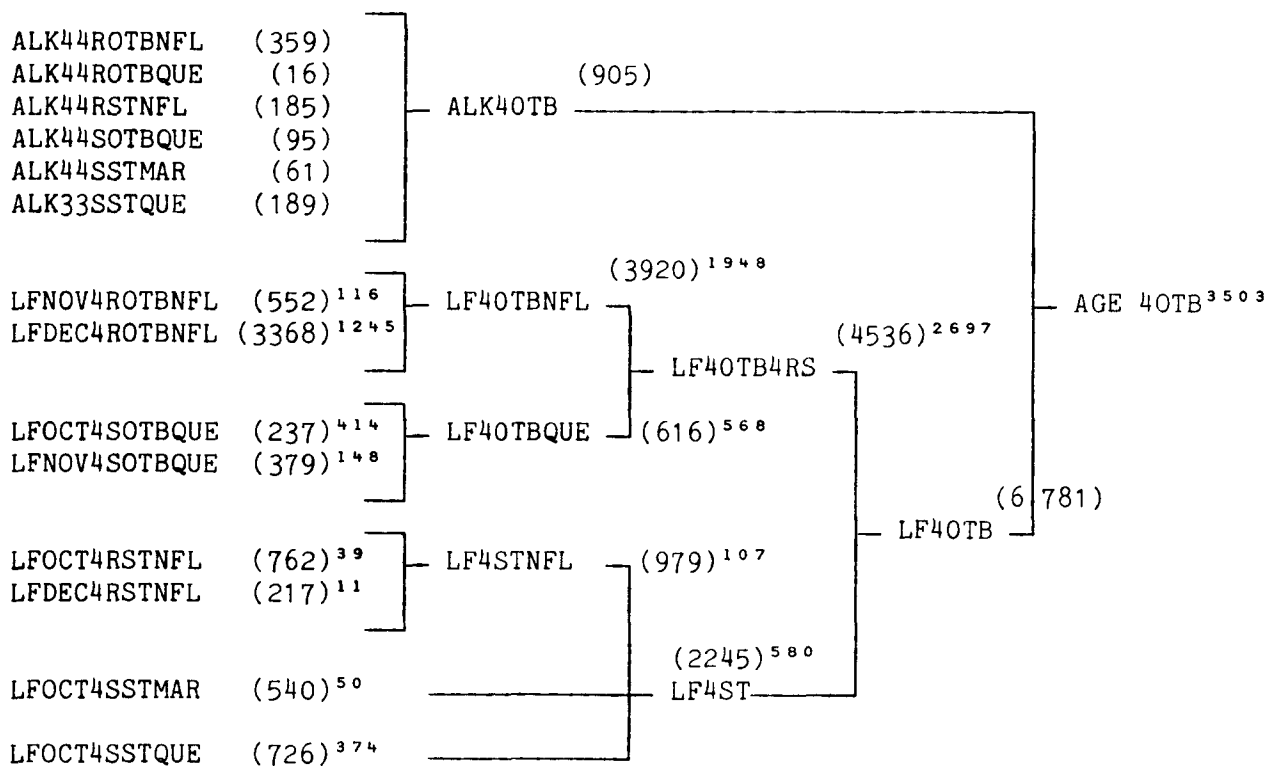 ALK44ROTBNFL (359)
ALK44ROTBQUE (16) (905)
ALK44RSTNFL (185) ALK4OTB
ALK44SOTBQUE (95)
ALK44SSTMAR (61)
ALK33SSTQUE (189)
(3920)¹⁹⁴⁸
LFNOV4ROTBNFL (552)¹¹⁶ LF4OTBNFL AGE 4OTB³⁵⁰³
LFDEC4ROTBNFL (3368)¹²⁴⁵ (4536)²⁶⁹⁷
LF4OTB4RS
LFOCT4SOTBQUE (237)⁴¹⁴ LF4OTBQUE (616)⁵⁶⁸
LFNOV4SOTBQUE (379)¹⁴⁸
(6 781)
LF4OTB
LFOCT4RSTNFL (762)³⁹ LF4STNFL (979)¹⁰⁷
LFDEC4RSTNFL (217)¹¹
(2245)⁵⁸⁰
LFOCT4SSTMAR (540)⁵⁰ LF4ST
LFOCT4SSTQUE (726)³⁷⁴